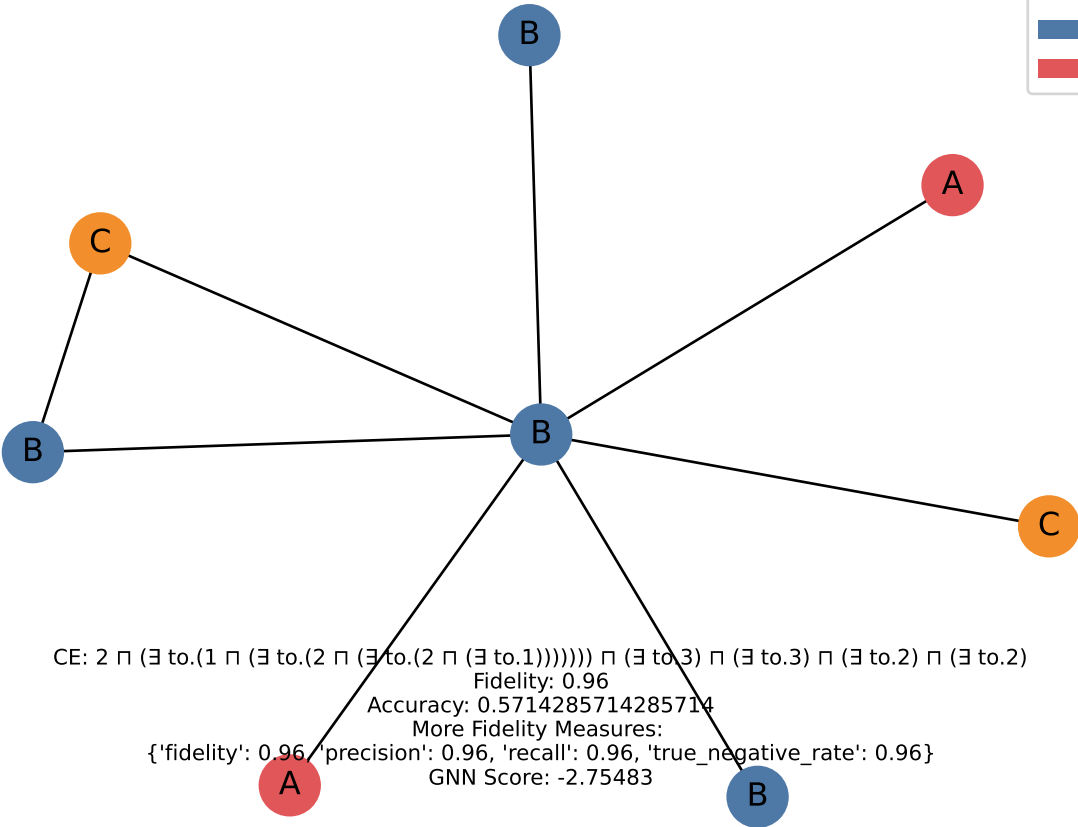 B
A
C
B
B
C
CE: 2 ⊓ (∃ to.(1 ⊓ (∃ to.(2 ⊓ (∃ to.(2 ⊓ (∃ to.1))))))) ⊓ (∃ to.3) ⊓ (∃ to.3) ⊓ (∃ to.2) ⊓ (∃ to.2)
Fidelity: 0.96
Accuracy: 0.5714285714285714
More Fidelity Measures:
{'fidelity': 0.96, 'precision': 0.96, 'recall': 0.96, 'true_negative_rate': 0.96}
GNN Score: -2.75483
A
B